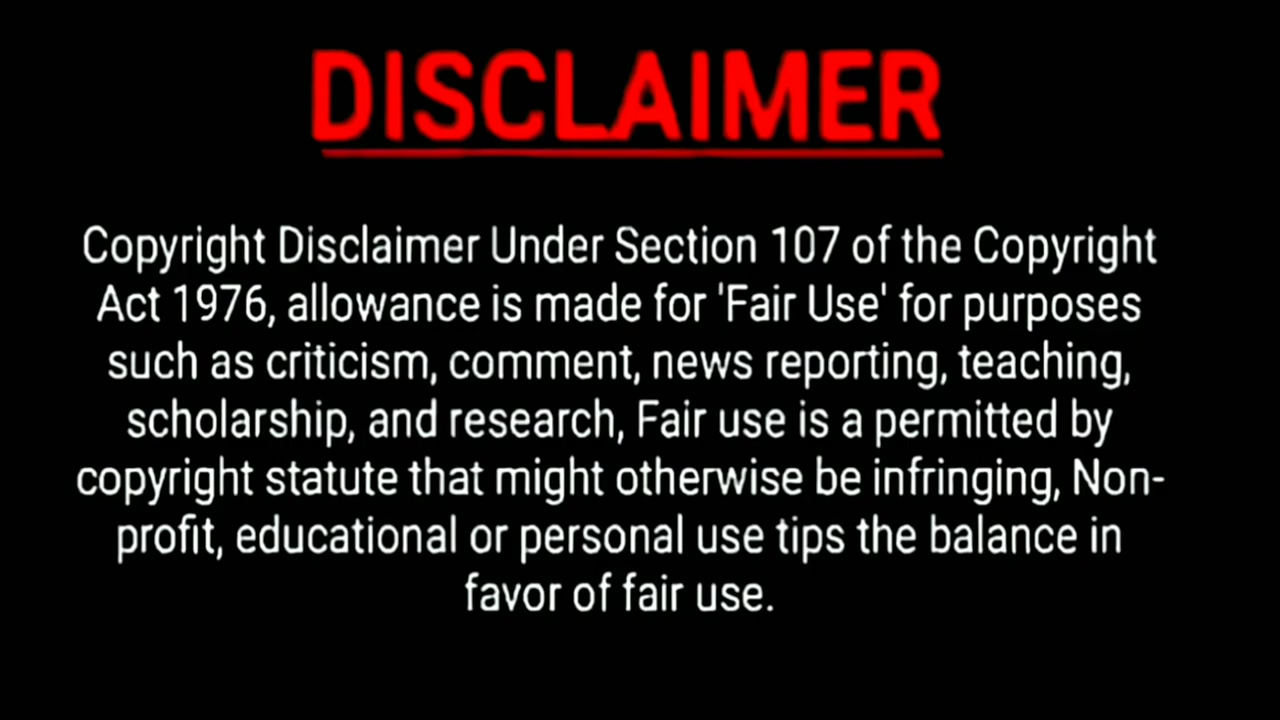 DISCLAIMER
Copyright Disclaimer Under Section 107 of the Copyright
Act 1976, allowance is made for 'Fair Use' for purposes
such as criticism, comment, news reporting, teaching,
scholarship, and research, Fair use is a permitted by
copyright statute that might otherwise be infringing, Non-
profit, educational or personal use tips the balance in
favor of fair use.